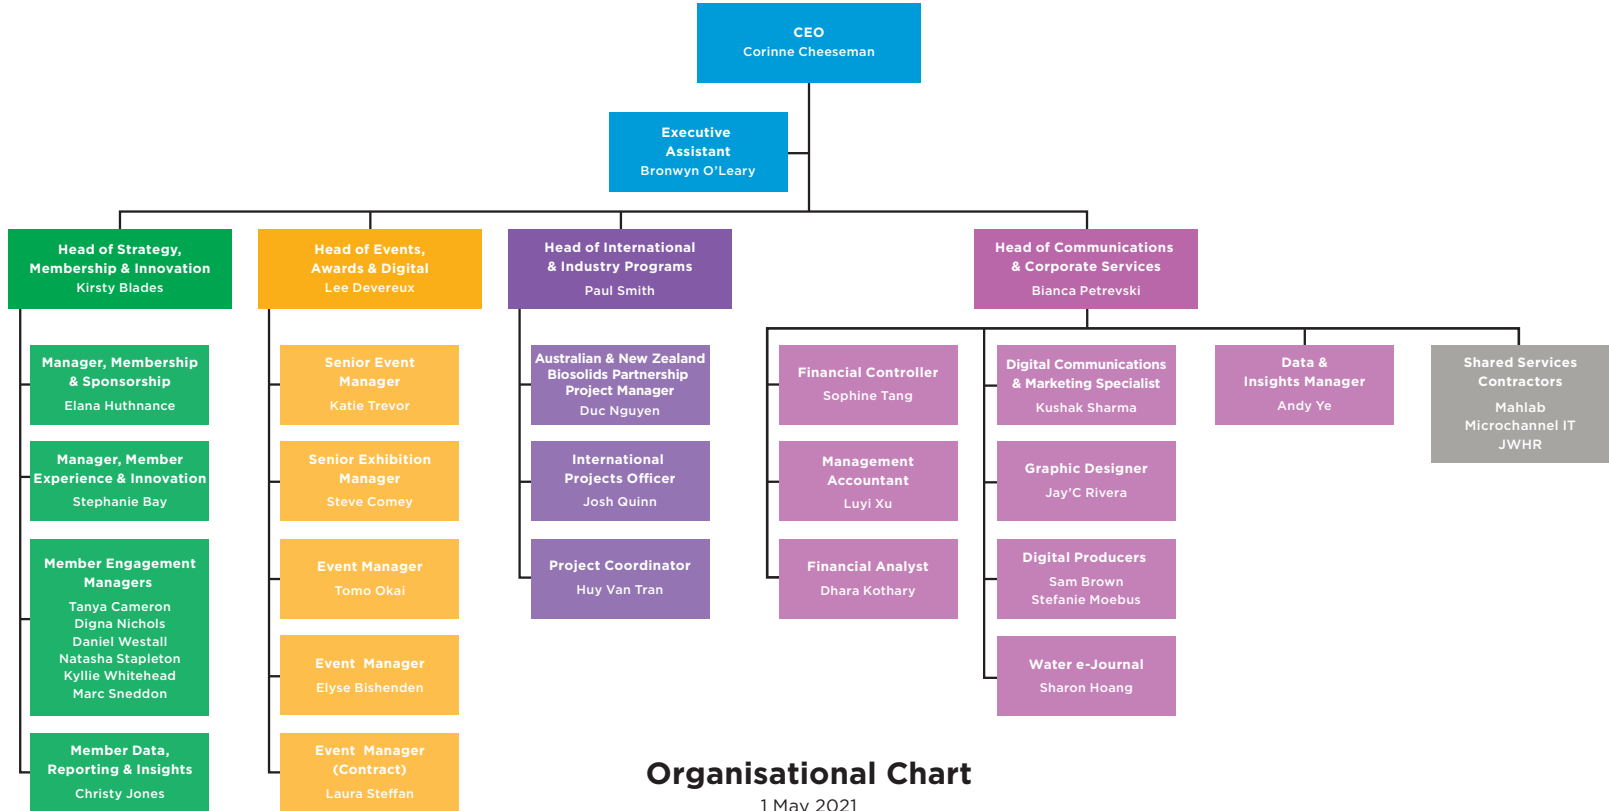 CEO
Corinne Cheeseman
Executive
Assistant
Bronwyn O’Leary
Head of Strategy,
Membership & Innovation
Kirsty Blades
Head of Events,
Awards & Digital
Lee Devereux
Head of International
& Industry Programs
Paul Smith
Head of Communications
& Corporate Services
Bianca Petrevski
Manager, Membership
& Sponsorship
Elana Huthnance
Manager, Member
Experience & Innovation
Stephanie Bay
Member Engagement
Managers
Tanya Cameron
Digna Nichols
Daniel Westall
Natasha Stapleton
Kyllie Whitehead
Marc Sneddon
Member Data,
Reporting & Insights
Christy Jones
Senior Event
Manager
Katie Trevor
Senior Exhibition
Manager
Steve Comey
Event Manager
Tomo Okai
Event Manager
Elyse Bishenden
Event Manager
(Contract)
Laura Steffan
Australian & New Zealand
Biosolids Partnership
Project Manager
Duc Nguyen
International
Projects Officer
Josh Quinn
Project Coordinator
Huy Van Tran
Financial Controller
Sophine Tang
Management
Accountant
Luyi Xu
Financial Analyst
Dhara Kothary
Digital Communications
& Marketing Specialist
Kushak Sharma
Graphic Designer
Jay’C Rivera
Digital Producers
Sam Brown
Stefanie Moebus
Water e-Journal
Sharon Hoang
Data &
Insights Manager
Andy Ye
Shared Services
Contractors
Mahlab
Microchannel IT
JWHR
Organisational Chart
1 May 2021